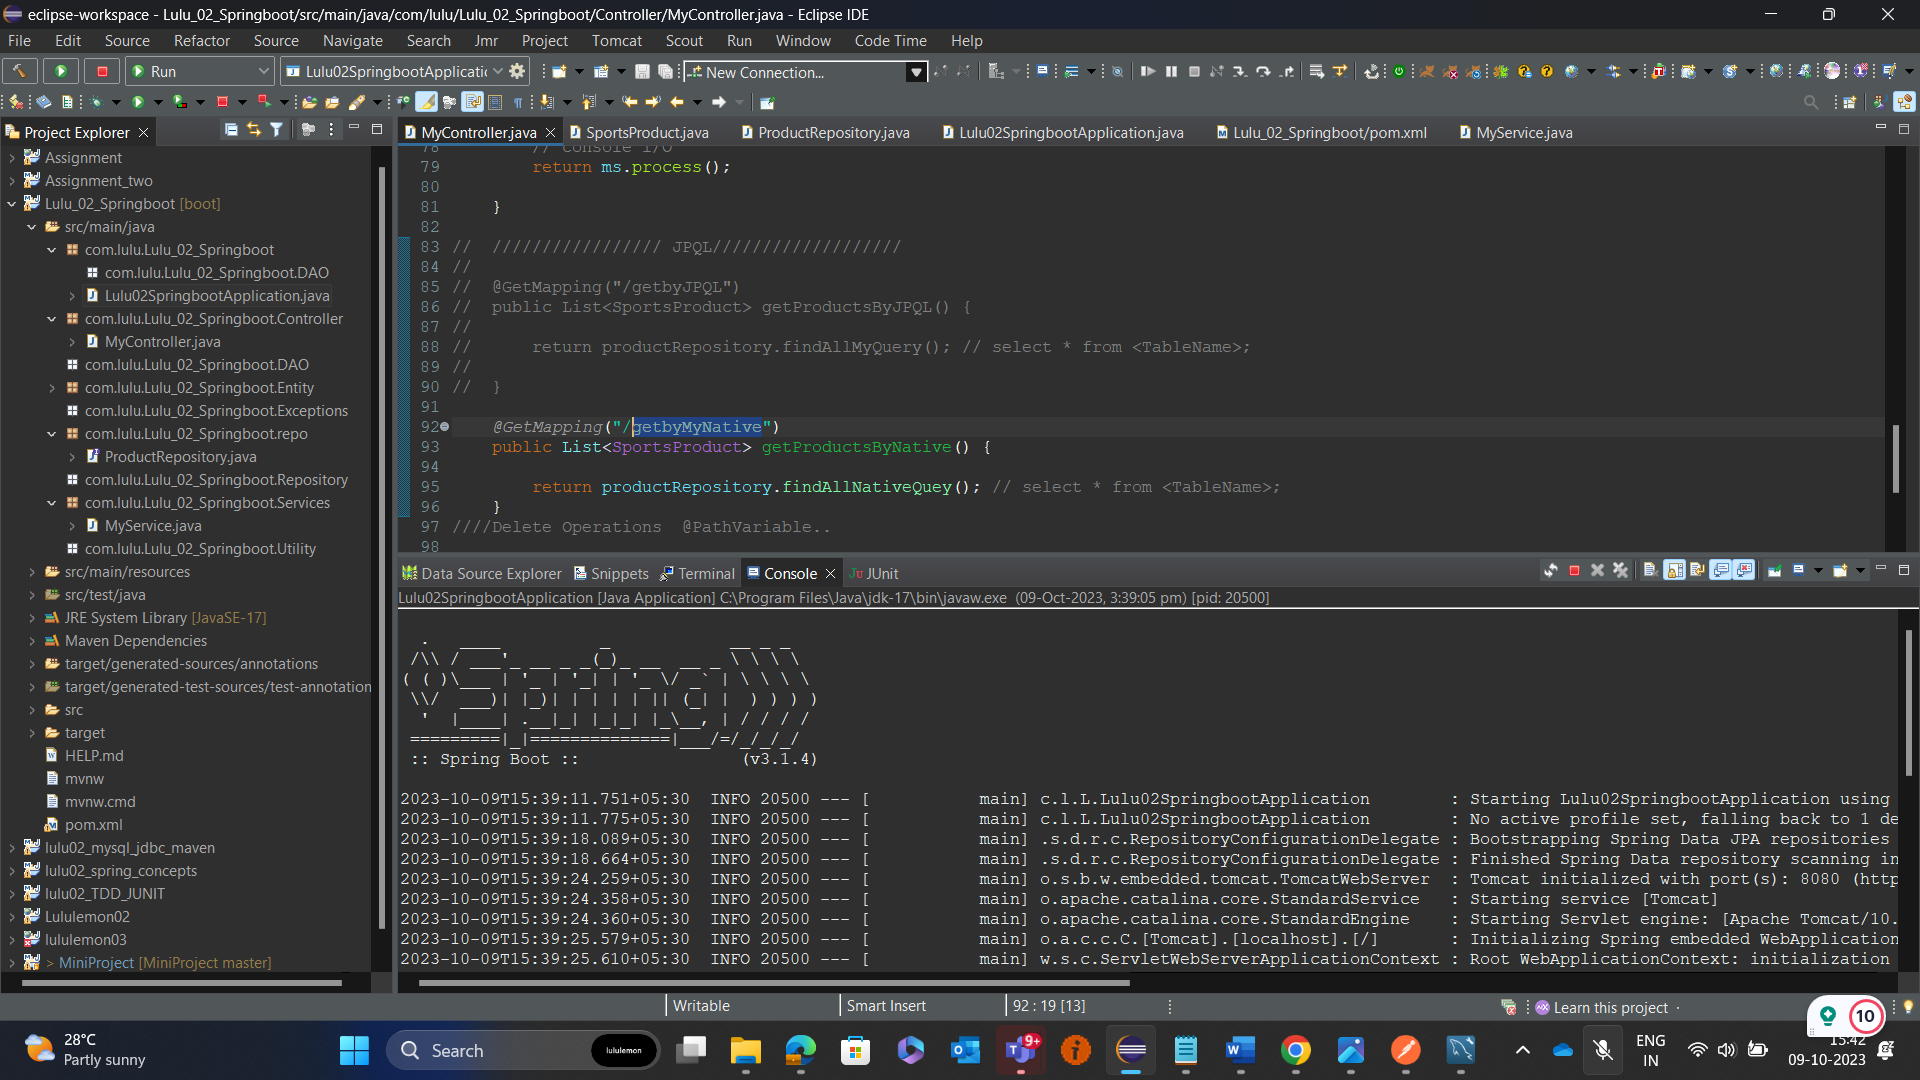 eclipse-workspace - Lulu_02_Springboot/src/main/java/com/lulu/Lulu_02_Springboot/Controller/MyController.java - Eclipse IDE
File Edit Source Refactor Source Navigate Search Jmr Project Tomcat Scout Run Window Code Time Help
Run
Lulu02SpringbootApplicatic
New Connection...
Project Explorer
Assignment
Assignment_two
Lulu_02_Springboot [boot]
src/main/java
com.lulu.Lulu_02_Springboot
com.lulu.Lulu_02_Springboot.DAO
Lulu02SpringbootApplication.java
com.lulu.Lulu_02_Springboot.Controller
MyController.java
com.lulu.Lulu_02_Springboot.DAO
com.lulu.Lulu_02_Springboot.Entity
com.lulu.Lulu_02_Springboot.Exceptions
com.lulu.Lulu_02_Springboot.repo
ProductRepository.java
com.lulu.Lulu_02_Springboot.Repository
com.lulu.Lulu_02_Springboot.Services
MyService.java
com.lulu.Lulu_02_Springboot.Utility
src/main/resources
src/test/java
JRE System Library [JavaSE-17]
Maven Dependencies
target/generated-sources/annotations
target/generated-test-sources/test-annotation
src
target
HELP.md
mvnw
mvnw.cmd
pom.xml
lulu02_mysql_jdbc_maven
lulu02_spring_concepts
lulu02_TDD_JUNIT
Lululemon02
lululemon03
> MiniProject [MiniProject master]
MyController.java SportsProduct.java ProductRepository.java Lulu02SpringbootApplication.java Lulu_02_Springboot/pom.xml MyService.java
78 // Console I/O
79 return ms.process();
80
81 }
82
83 // ///////////////// JPQL///////////////////
84 //
85 // @GetMapping("/getbyJPQL")
86 // public List<SportsProduct> getProductsByJPQL() {
87 //
88 // return productRepository.findAllMyQuery(); // select * from <TableName>;
89 //
90 // }
91
92 @GetMapping("/getbyMyNative")
93 public List<SportsProduct> getProductsByNative() {
94
95 return productRepository.findAllNativeQuey(); // select * from <TableName>;
96 }
97 ////Delete Operations @PathVariable..
98
Data Source Explorer Snippets Terminal Console JUnit
Lulu02SpringbootApplication [Java Application] C:\Program Files\Java\jdk-17\bin\javaw.exe (09-Oct-2023, 3:39:05 pm) [pid: 20500]
Spring
:: Spring Boot :: (v3.1.4)
2023-10-09T15:39:11.751+05:30 INFO 20500 --- [ main] c.l.L.Lulu02SpringbootApplication : Starting Lulu02SpringbootApplication using
2023-10-09T15:39:11.775+05:30 INFO 20500 --- [ main] c.l.L.Lulu02SpringbootApplication : No active profile set, falling back to 1 de
2023-10-09T15:39:18.089+05:30 INFO 20500 --- [ main] .s.d.r.c.RepositoryConfigurationDelegate : Bootstrapping Spring Data JPA repositories
2023-10-09T15:39:18.664+05:30 INFO 20500 --- [ main] .s.d.r.c.RepositoryConfigurationDelegate : Finished Spring Data repository scanning in
2023-10-09T15:39:24.259+05:30 INFO 20500 --- [ main] o.s.b.w.embedded.tomcat.TomcatWebServer : Tomcat initialized with port(s): 8080 (http
2023-10-09T15:39:24.358+05:30 INFO 20500 --- [ main] o.apache.catalina.core.StandardService : Starting service [Tomcat]
2023-10-09T15:39:24.360+05:30 INFO 20500 --- [ main] o.apache.catalina.core.StandardEngine : Starting Servlet engine: [Apache Tomcat/10.
2023-10-09T15:39:25.579+05:30 INFO 20500 --- [ main] o.a.c.c.C.[Tomcat].[localhost].[/] : Initializing Spring embedded WebApplication
2023-10-09T15:39:25.610+05:30 INFO 20500 --- [ main] w.s.c.ServletWebServerApplicationContext : Root WebApplicationContext: initialization
Writable Smart Insert 92 : 19 [13] Learn this project
10
28°C
Partly sunny
Search
lululemon
9+
ENG
IN
15:42
09-10-2023